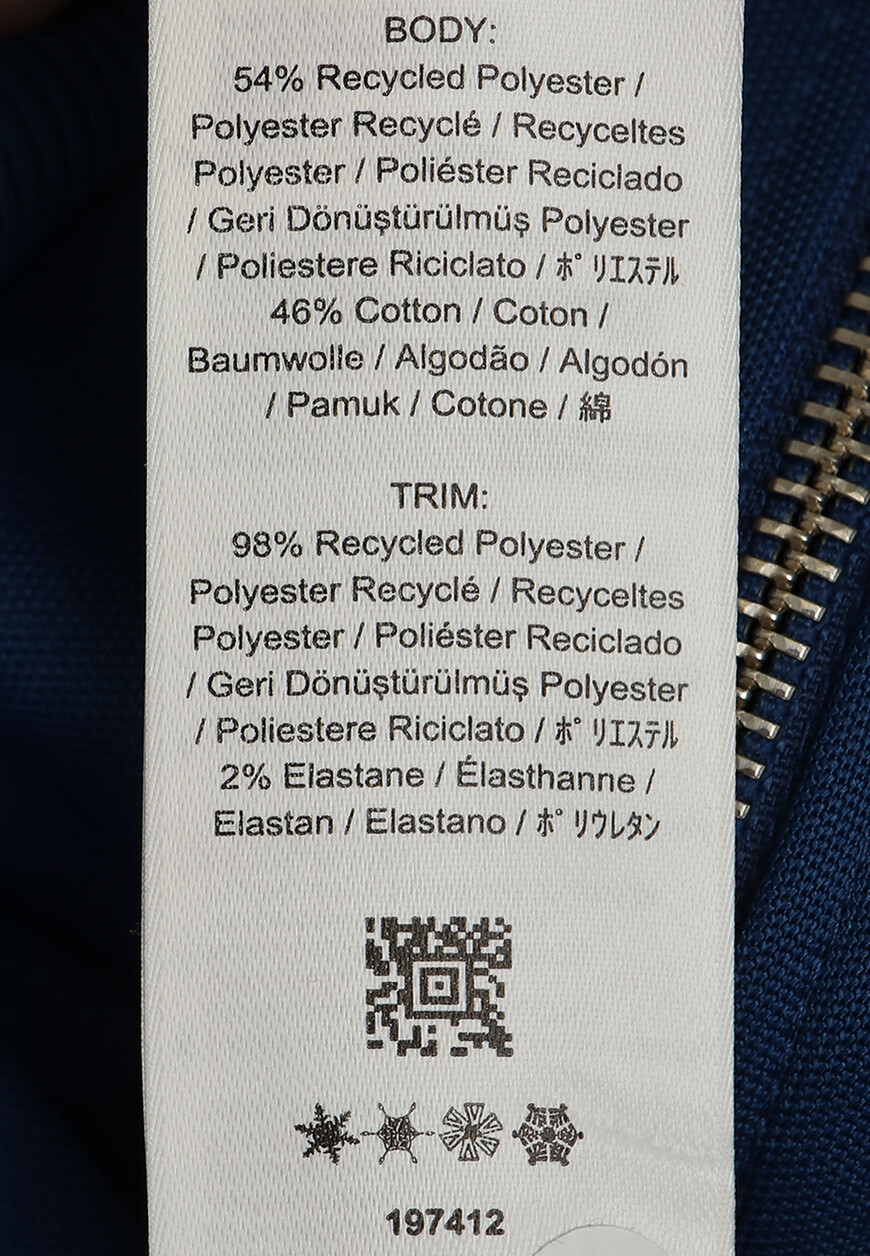 BODY:
54% Recycled Polyester /
Polyester Recyclé / Recyceltes
Polyester / Poliéster Reciclado
/ Geri Dönüştürülmüş Polyester
/ Poliestere Riciclato / ﾎﾟﾘｴｽﾃﾙ
46% Cotton / Coton /
Baumwolle / Algodão / Algodón
/ Pamuk / Cotone / 綿
TRIM:
98% Recycled Polyester /
Polyester Recyclé / Recyceltes
Polyester / Poliéster Reciclado
/ Geri Dönüştürülmüş Polyester
/ Poliestere Riciclato / ﾎﾟﾘｴｽﾃﾙ
2% Elastane / Élasthanne /
Elastan / Elastano / ﾎﾟﾘｳﾚﾀﾝ
197412